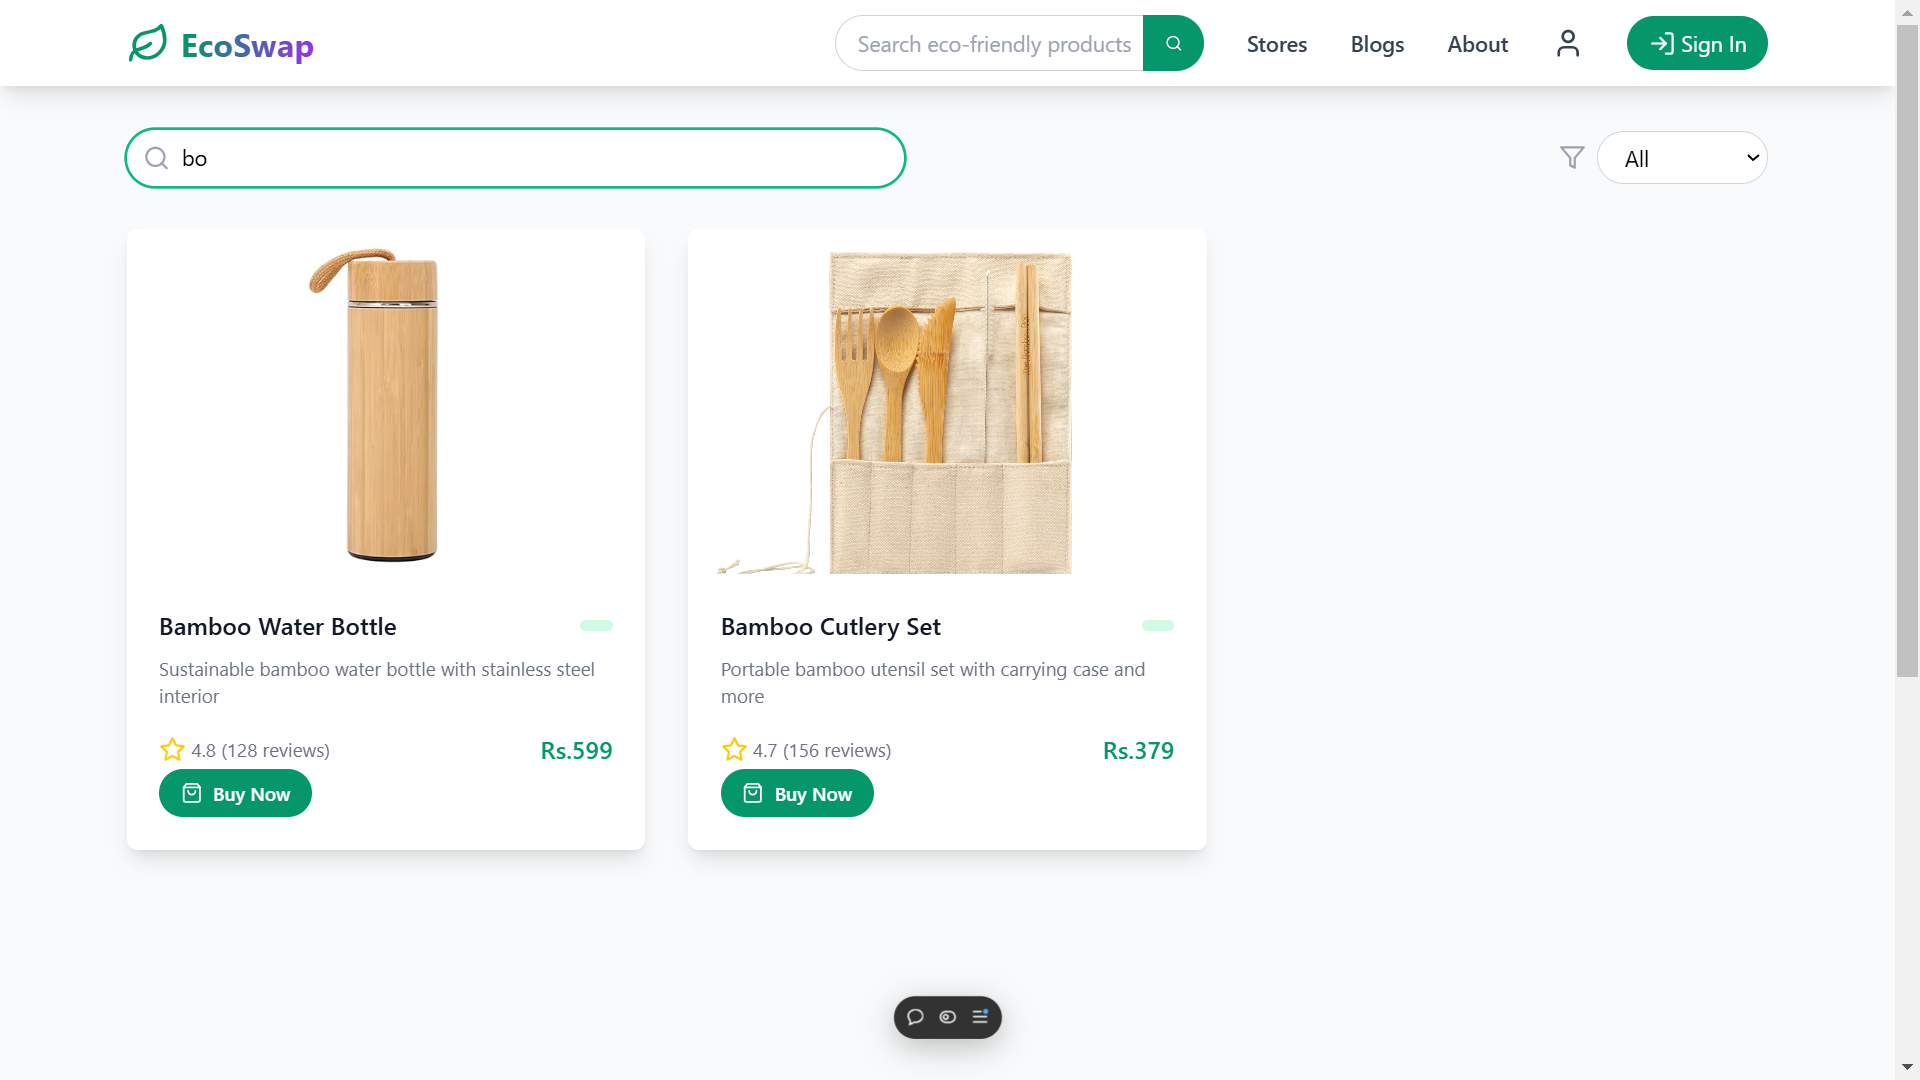 EcoSwap
Search eco-friendly products
Stores
Blogs
About
Sign In
bo
All
Bamboo Water Bottle
Sustainable bamboo water bottle with stainless steel
interior
4.8 (128 reviews)
Rs.599
Buy Now
Bamboo Cutlery Set
Portable bamboo utensil set with carrying case and
more
4.7 (156 reviews)
Rs.379
Buy Now